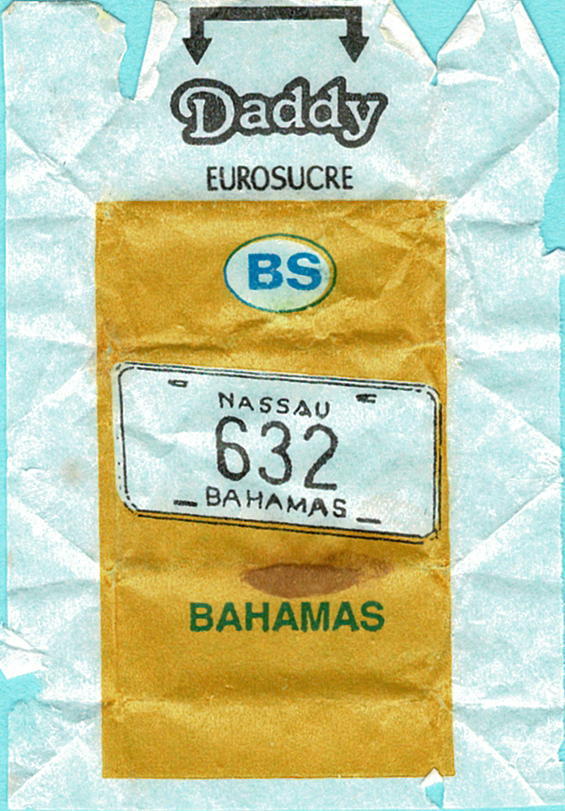 Daddy
EUROSUCRE
BS
NASSAU
632
BAHAMAS
BAHAMAS